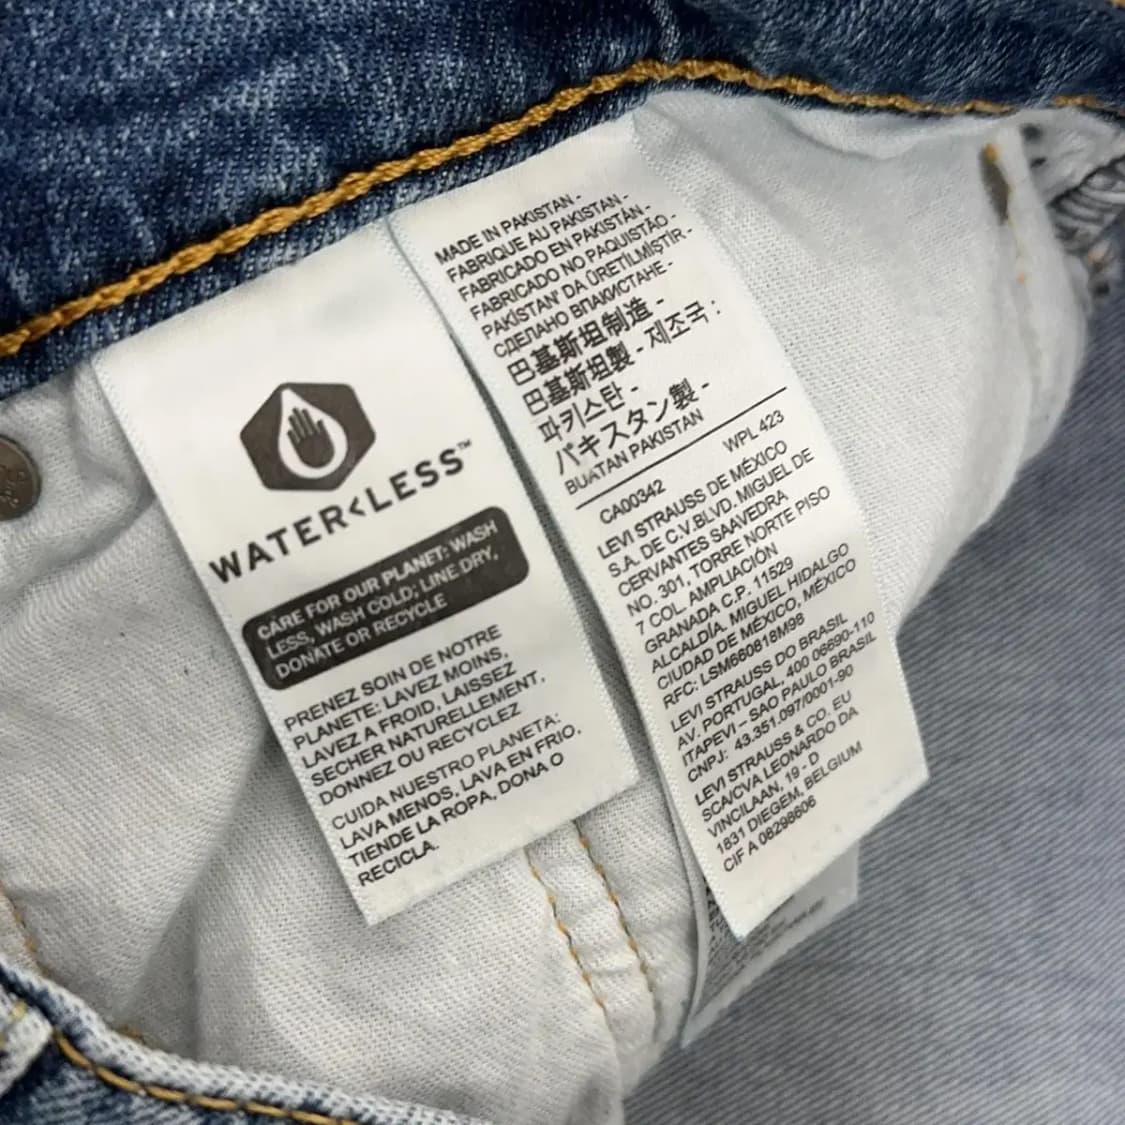 WATER<LESS™
CARE FOR OUR PLANET: WASH
LESS, WASH COLD; LINE DRY,
DONATE OR RECYCLE
PRENEZ SOIN DE NOTRE
PLANETE: LAVEZ MOINS,
LAVEZ A FROID, LAISSEZ
SECHER NATURELLEMENT,
DONNEZ OU RECYCLEZ
CUIDA NUESTRO PLANETA:
LAVA MENOS, LAVA EN FRIO,
TIENDE LA ROPA, DONA O
RECICLA.
MADE IN PAKISTAN -
FABRIQUE AU PAKISTAN -
FABRICADO EN PAKISTÁN -
FABRICADO NO PAQUISTÃO -
PAKİSTAN' DA ÜRETİLMİSTİR-
СДЕЛАНО ВПАКИСТАНЕ -
巴基斯坦制造 -
巴基斯坦製 - 제조국 :
파키스탄 -
パキスタン製 -
BUATAN PAKISTAN
WPL 423
CA00342
LEVI STRAUSS DE MÉXICO
S.A. DE C.V.BLVD. MIGUEL DE
CERVANTES SAAVEDRA
NO. 301, TORRE NORTE PISO
7 COL. AMPLIACIÓN
GRANADA C.P. 11529
ALCALDÍA. MIGUEL HIDALGO
CIUDAD DE MÉXICO, MÉXICO
RFC: LSM660818M98
LEVI STRAUSS DO BRASIL
AV. PORTUGAL, 400 06690-110
ITAPEVI – SAO PAULO BRASIL
CNPJ: 43.351.097/0001-90
LEVI STRAUSS & CO. EU
SCA/CVA LEONARDO DA
VINCILAAN, 19 - D
1831 DIEGEM, BELGIUM
CIF A 08298606